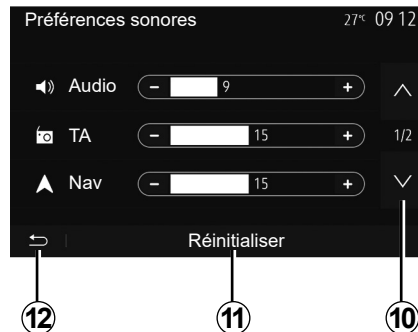 Préférences sonores 27°C 09 12
Audio - 9 +
TA - 15 + 1/2
Nav - 15 +
Réinitialiser
12 11 10